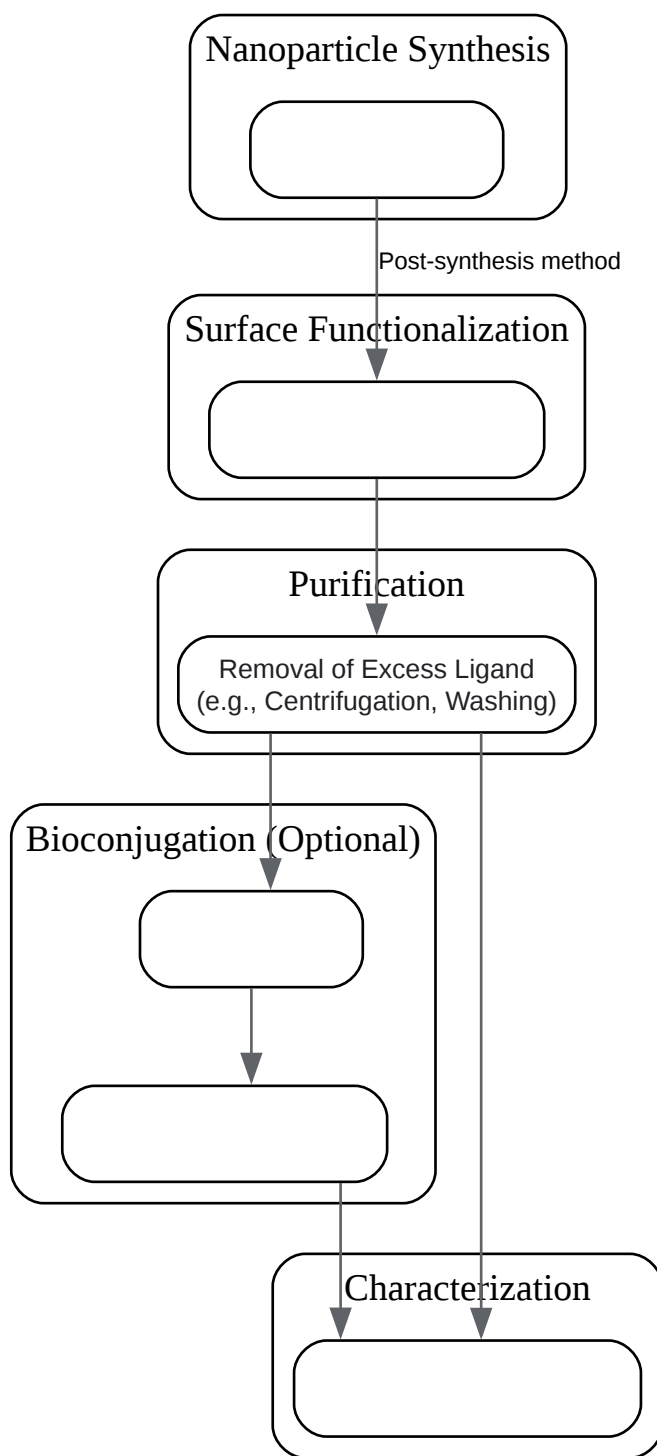 Nanoparticle Synthesis
Post-synthesis method
Surface Functionalization
Purification
Removal of Excess Ligand
(e.g., Centrifugation, Washing)
Bioconjugation (Optional)
Characterization